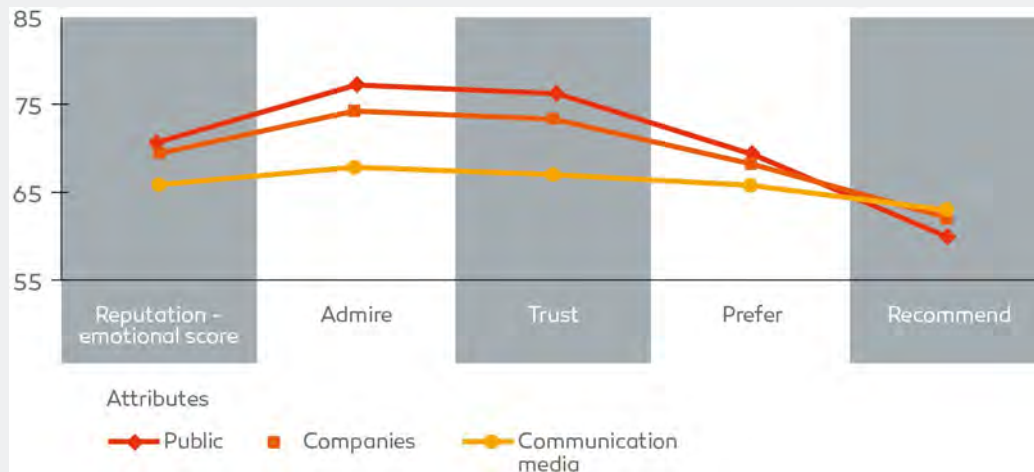 85
75
65
55
Reputation -
emotional score
Admire
Trust
Prefer
Recommend
Attributes
Public
Companies
Communication
media